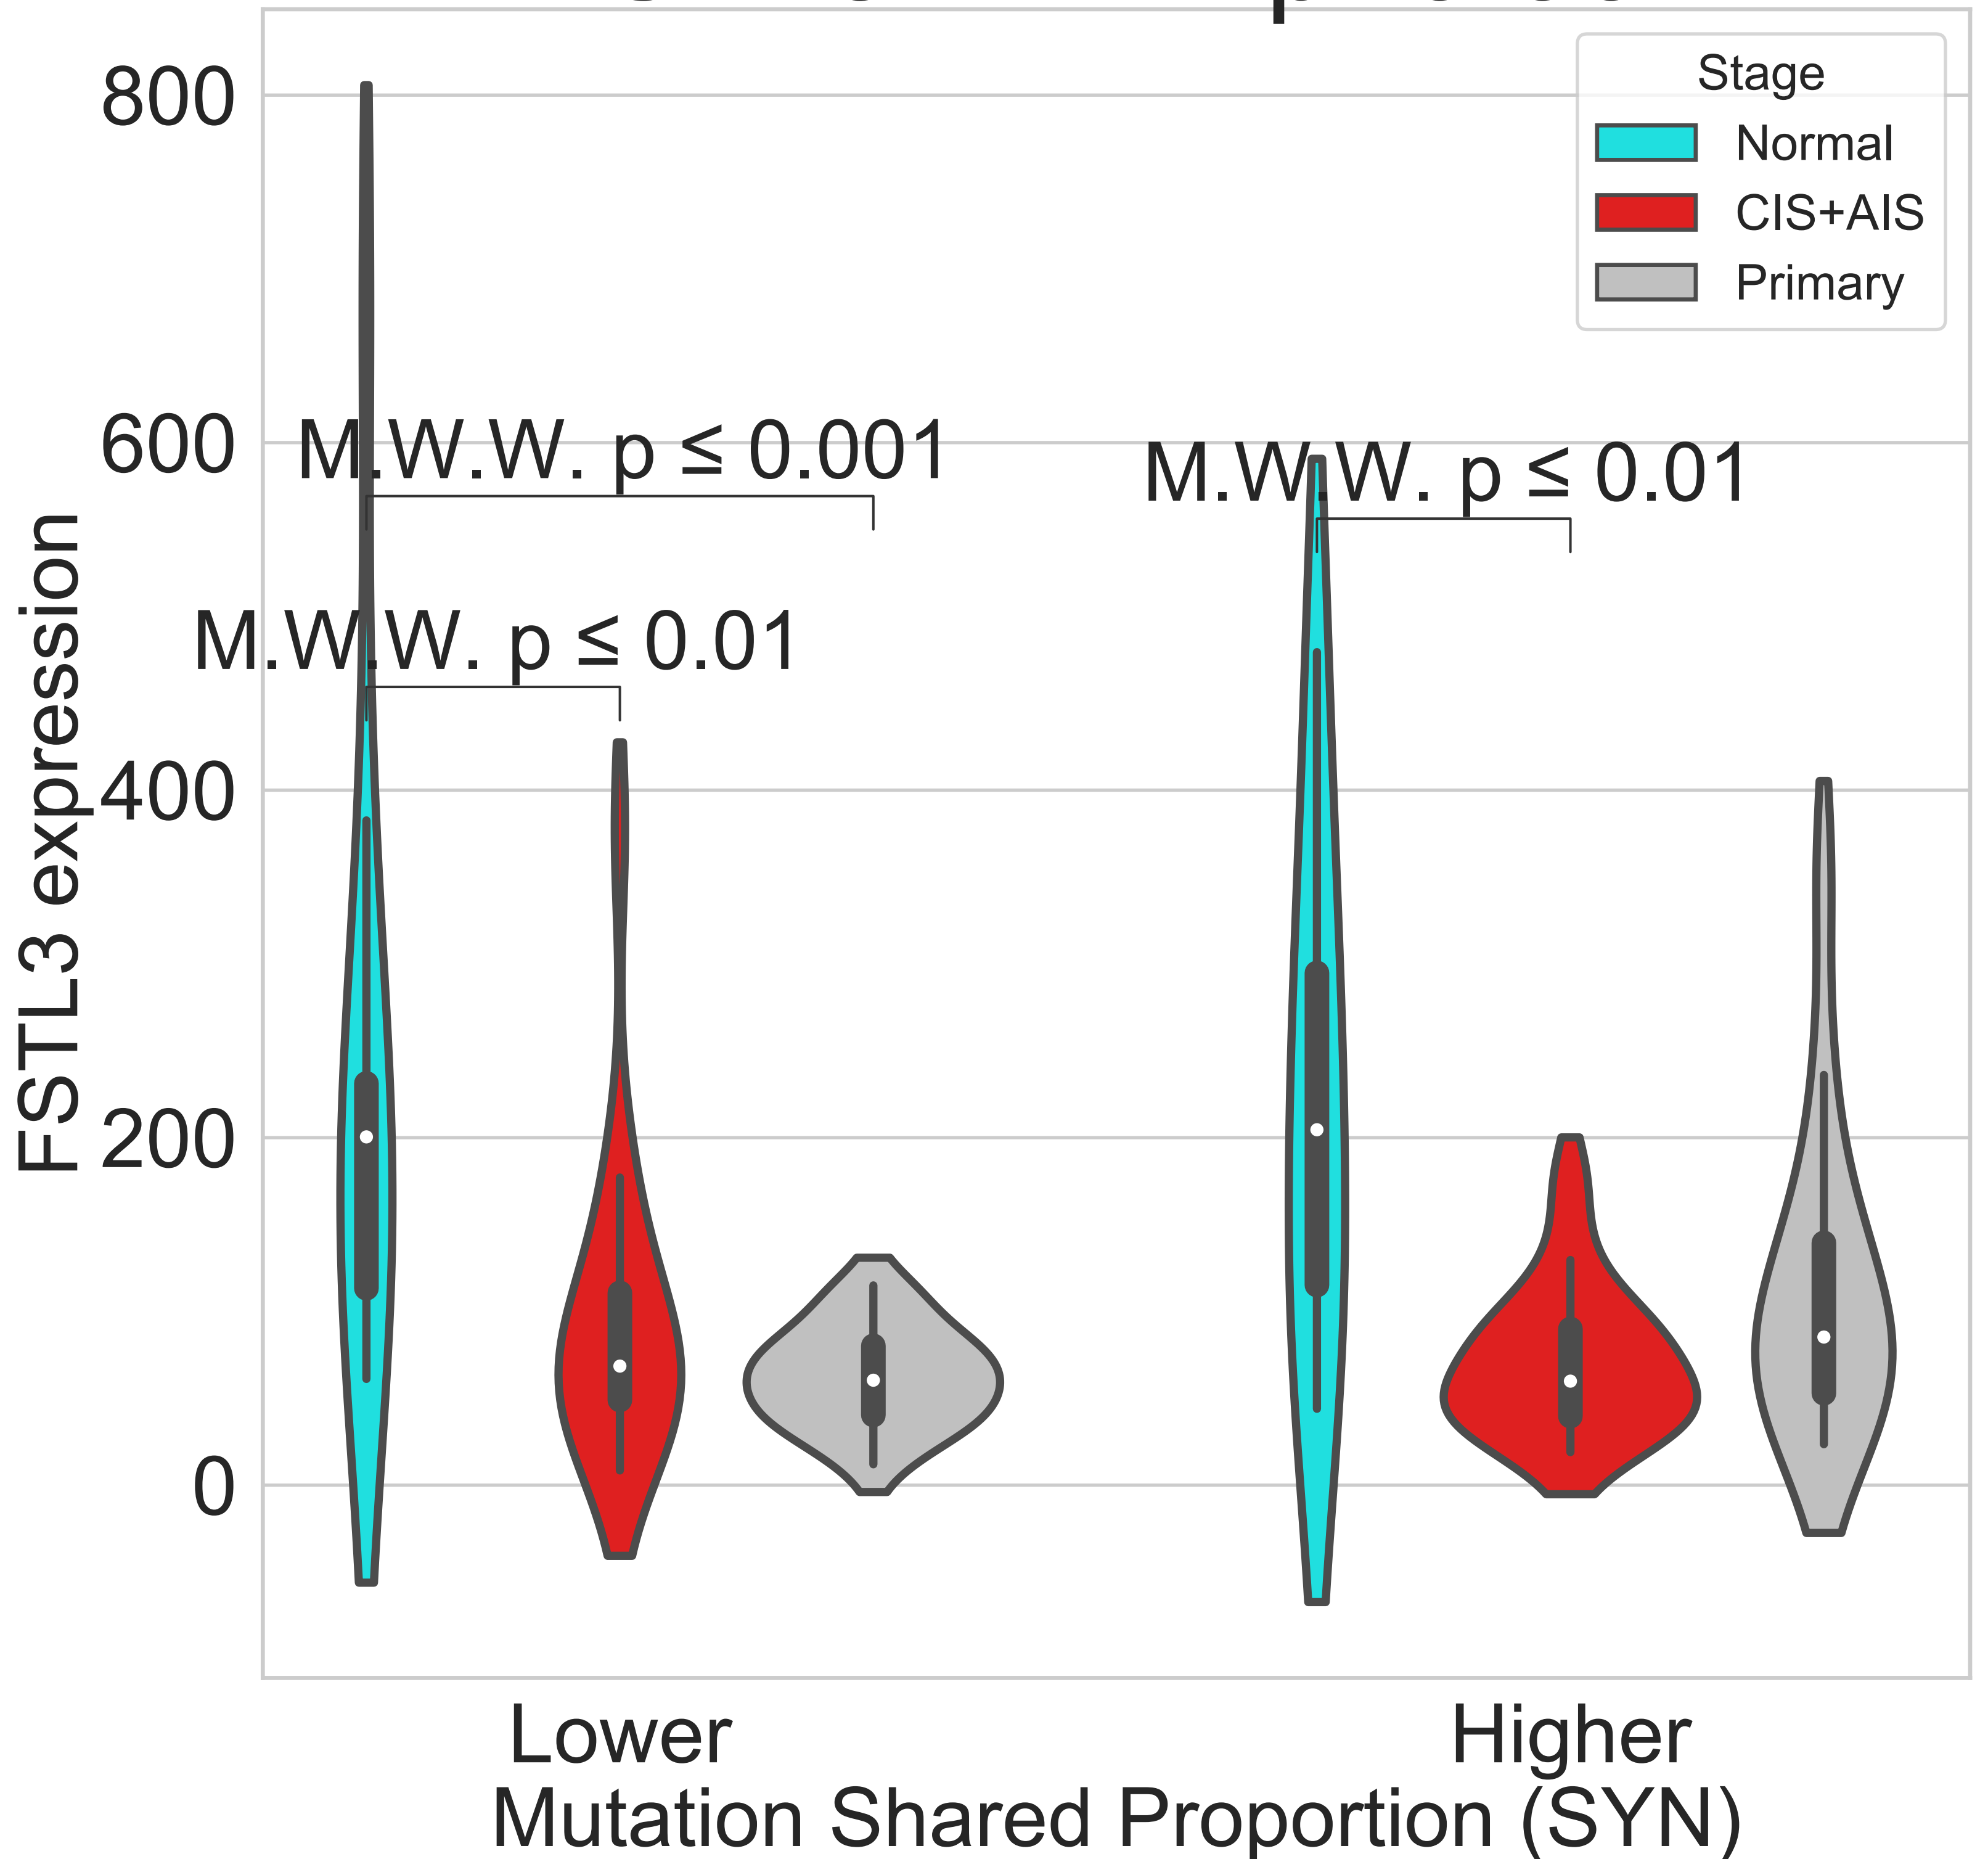 Stage
Normal
CIS+AIS
Primary
800
600
400
200
0
FSTL3 expression
M.W.W. p ≤ 0.001
M.W.W. p ≤ 0.01
M.W.W. p ≤ 0.01
Lower
Higher
Mutation Shared Proportion (SYN)